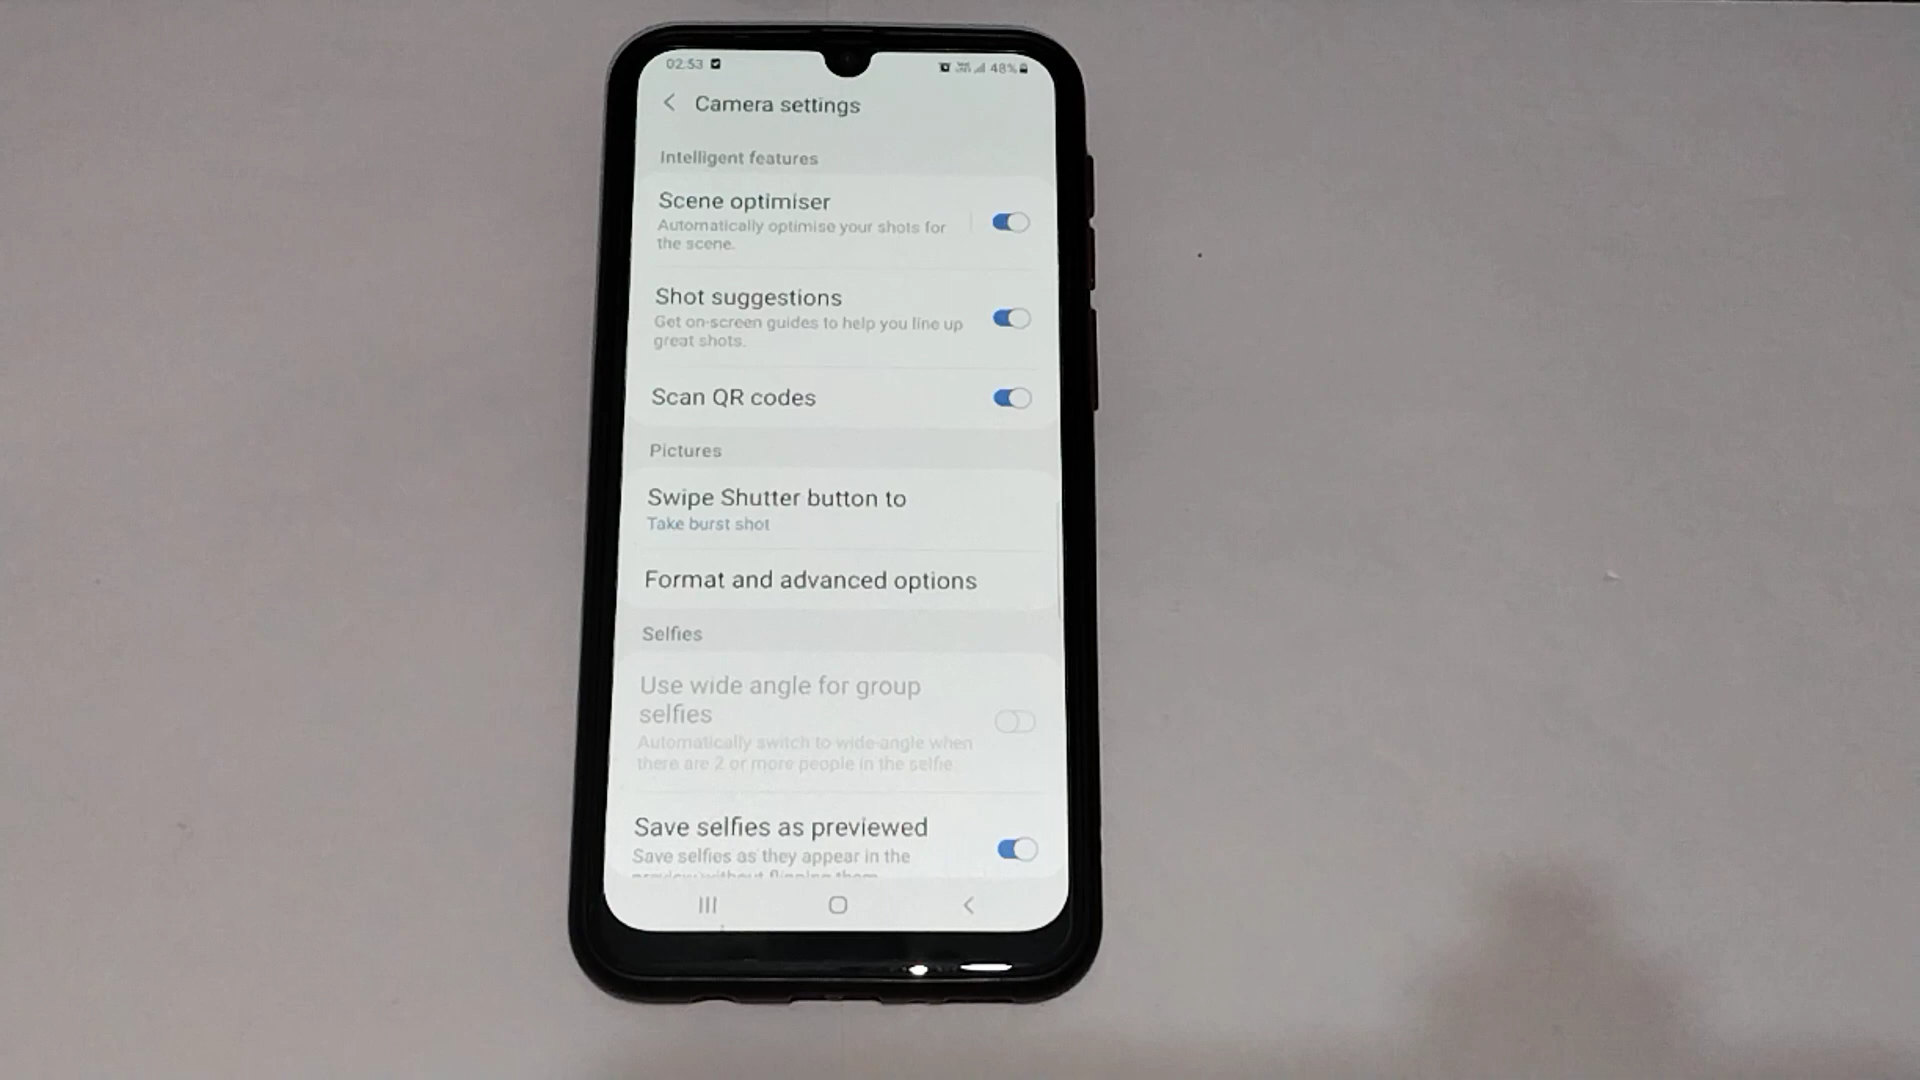 02:53
48%
Camera settings
Intelligent features
Scene optimiser
Automatically optimise your shots for
the scene.
Shot suggestions
Get on-screen guides to help you line up
great shots.
Scan QR codes
Pictures
Swipe Shutter button to
Take burst shot
Format and advanced options
Selfies
Use wide angle for group
selfies
Automatically switch to wide-angle when
there are 2 or more people in the selfie.
Save selfies as previewed
Save selfies as they appear in the